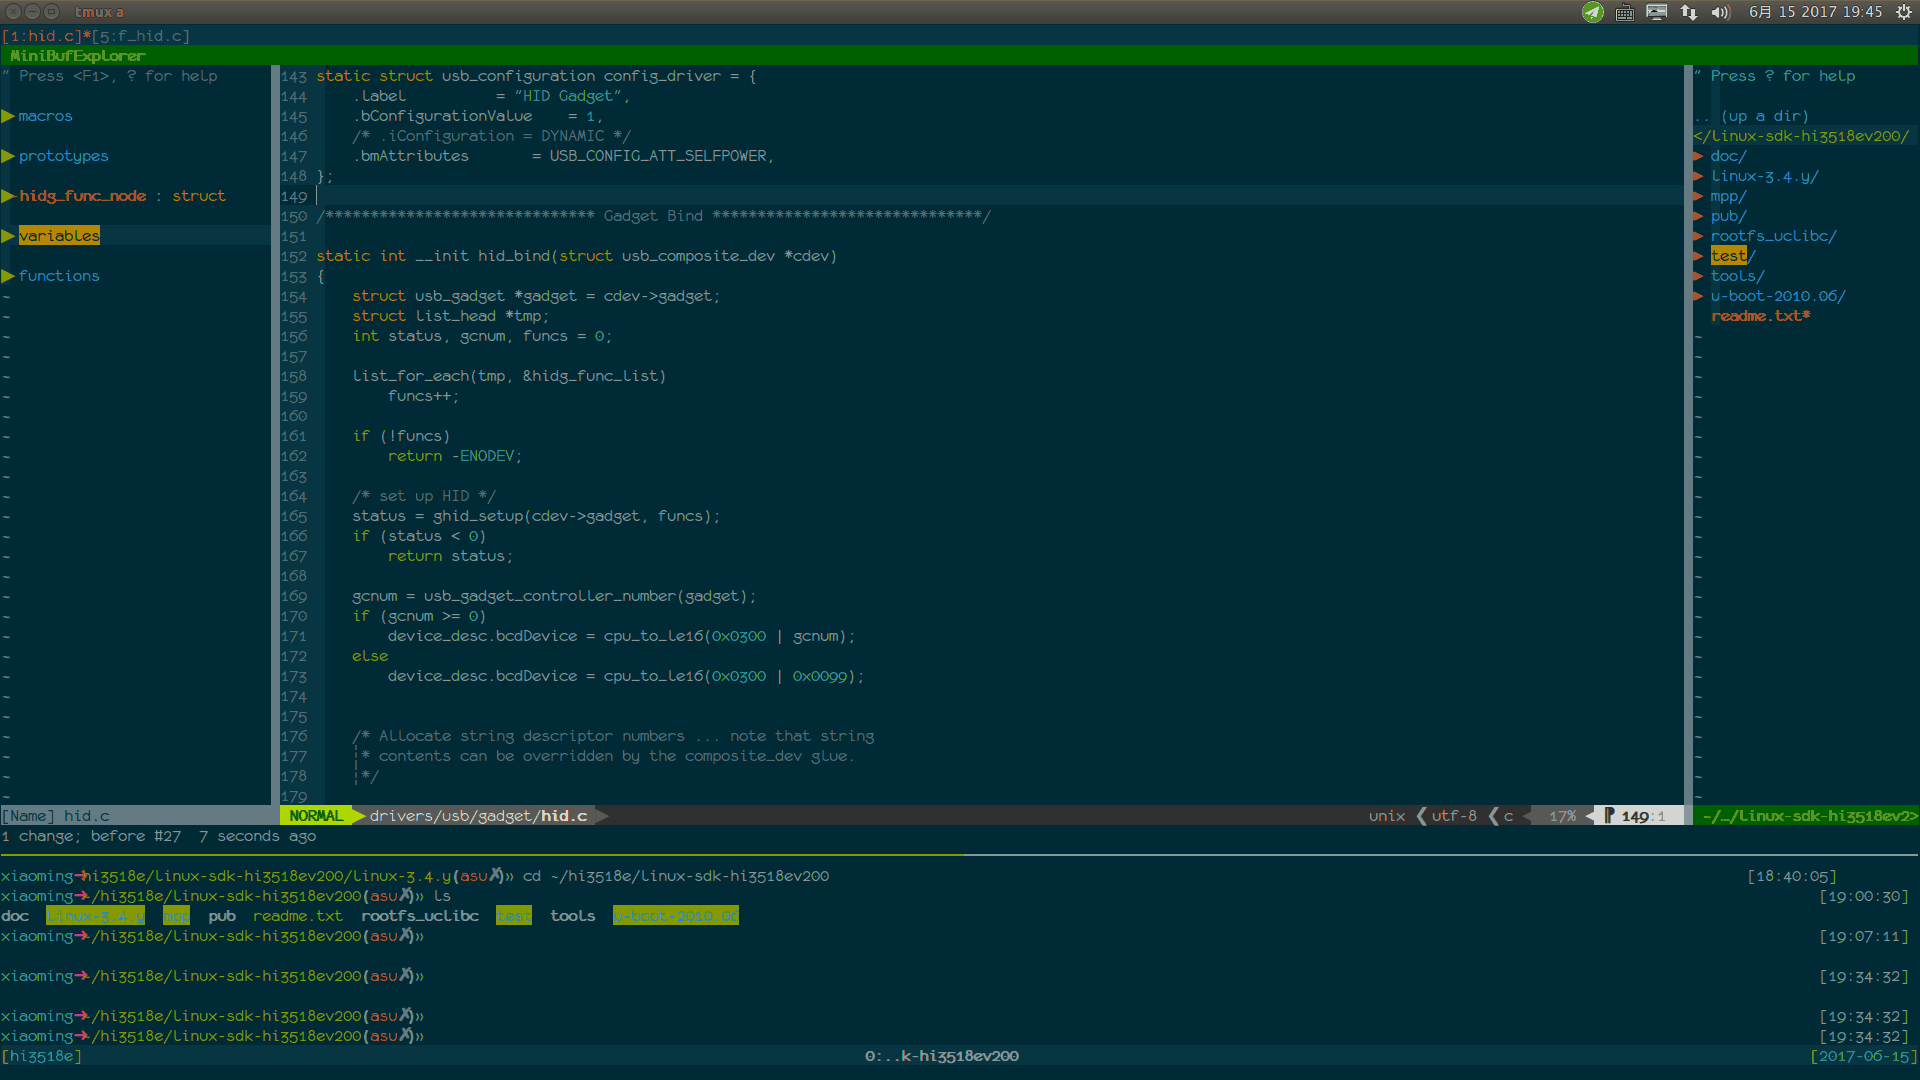 tmux a
6月 15 2017 19:45
[1:hid.c]*[5:f_hid.c]
MiniBufExplorer
" Press <F1>, ? for help
▶ macros
▶ prototypes
▶-hidg_func_node : struct
▶ variables
▶ functions
[Name] hid.c
143 static struct usb_configuration config_driver = {
144     .label          = "HID Gadget",
145     .bConfigurationValue    = 1,
146     /* .iConfiguration = DYNAMIC */
147     .bmAttributes       = USB_CONFIG_ATT_SELFPOWER,
148 };
149
150 /****************************** Gadget Bind ******************************/
151
152 static int __init hid_bind(struct usb_composite_dev *cdev)
153 {
154     struct usb_gadget *gadget = cdev->gadget;
155     struct list_head *tmp;
156     int status, gcnum, funcs = 0;
157
158     list_for_each(tmp, &hidg_func_list)
159         funcs++;
160
161     if (!funcs)
162         return -ENODEV;
163
164     /* set up HID */
165     status = ghid_setup(cdev->gadget, funcs);
166     if (status < 0)
167         return status;
168
169     gcnum = usb_gadget_controller_number(gadget);
170     if (gcnum >= 0)
171         device_desc.bcdDevice = cpu_to_le16(0x0300 | gcnum);
172     else
173         device_desc.bcdDevice = cpu_to_le16(0x0300 | 0x0099);
174
175
176     /* Allocate string descriptor numbers ... note that string
177     ¦* contents can be overridden by the composite_dev glue.
178     ¦*/
179
NORMAL drivers/usb/gadget/hid.c unix ❮ utf-8 ❮ c 17% 149:1
" Press ? for help
.. (up a dir)
</linux-sdk-hi3518ev200/
▶ doc/
▶ linux-3.4.y/
▶ mpp/
▶ pub/
▶ rootfs_uclibc/
▶ test/
▶ tools/
▶ u-boot-2010.06/
readme.txt*
~/…/linux-sdk-hi3518ev2>
1 change; before #27  7 seconds ago
xiaoming➜hi3518e/linux-sdk-hi3518ev200/linux-3.4.y(asu✗)» cd ~/hi3518e/linux-sdk-hi3518ev200 [18:40:05]
xiaoming➜~/hi3518e/linux-sdk-hi3518ev200(asu✗)» ls [19:00:30]
doc  linux-3.4.y  mpp  pub  readme.txt  rootfs_uclibc  test  tools  u-boot-2010.06
xiaoming➜~/hi3518e/linux-sdk-hi3518ev200(asu✗)» [19:07:11]
xiaoming➜~/hi3518e/linux-sdk-hi3518ev200(asu✗)» [19:34:32]
xiaoming➜~/hi3518e/linux-sdk-hi3518ev200(asu✗)» [19:34:32]
xiaoming➜~/hi3518e/linux-sdk-hi3518ev200(asu✗)» [19:34:32]
[hi3518e] 0:..k-hi3518ev200 [2017-06-15]